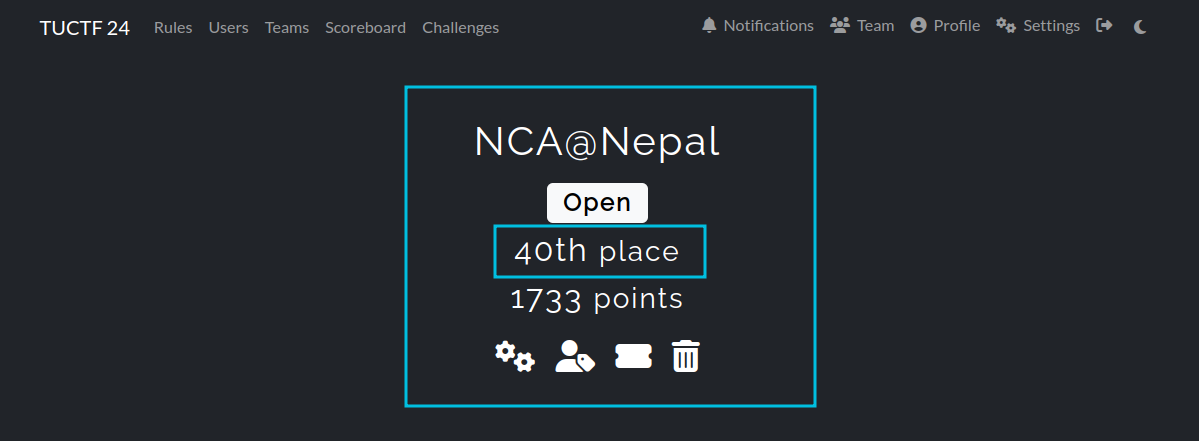 TUCTF 24 Rules Users Teams Scoreboard Challenges Notifications Team Profile Settings
NCA@Nepal
Open
40th place
1733 points